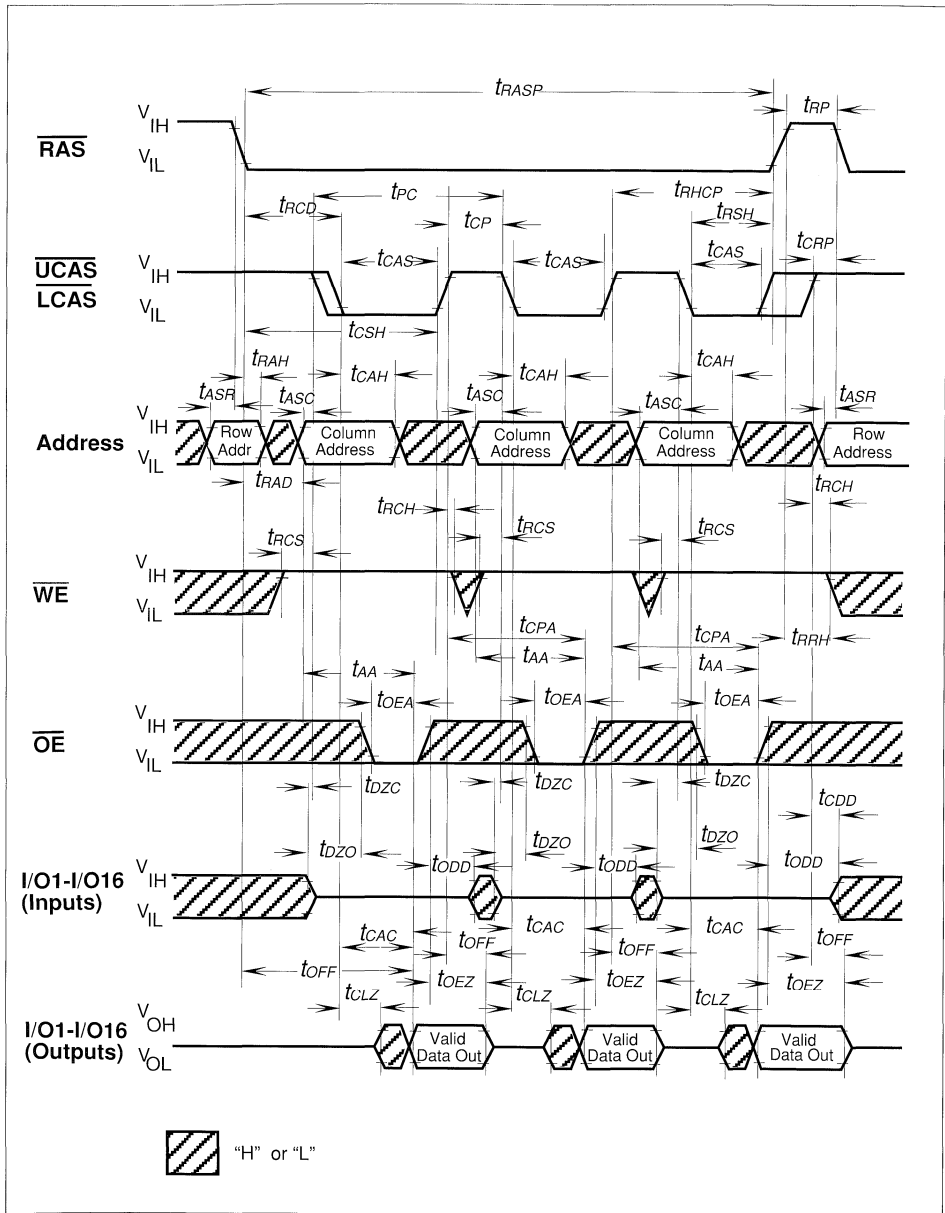 tRASP
tRP
VIH
RAS
VIL
tPC
tRHCP
tRCD
tCP
tRSH
tCRP
UCAS
VIH
tCAS
tCAS
tCAS
LCAS
VIL
tCSH
tRAH
tCAH
tCAH
tCAH
tASR
tASC
tASC
tASC
tASR
Address
VIH
Row Addr
Column Address
Column Address
Column Address
Row Address
VIL
tRAD
tRCH
tRCH
tRCS
tRCS
tRCS
VIH
WE
VIL
tCPA
tCPA
tRRH
tAA
tAA
tAA
tOEA
tOEA
tOEA
VIH
OE
VIL
tDZC
tDZC
tDZC
tCDD
tDZO
tDZO
tDZO
tODD
tODD
tODD
I/O1-I/O16
VIH
(Inputs)
VIL
tCAC
tOFF
tCAC
tOFF
tCAC
tOFF
tOFF
tOEZ
tOEZ
tOEZ
tCLZ
tCLZ
tCLZ
VOH
I/O1-I/O16
(Outputs)
VOL
Valid Data Out
Valid Data Out
Valid Data Out
"H" or "L"